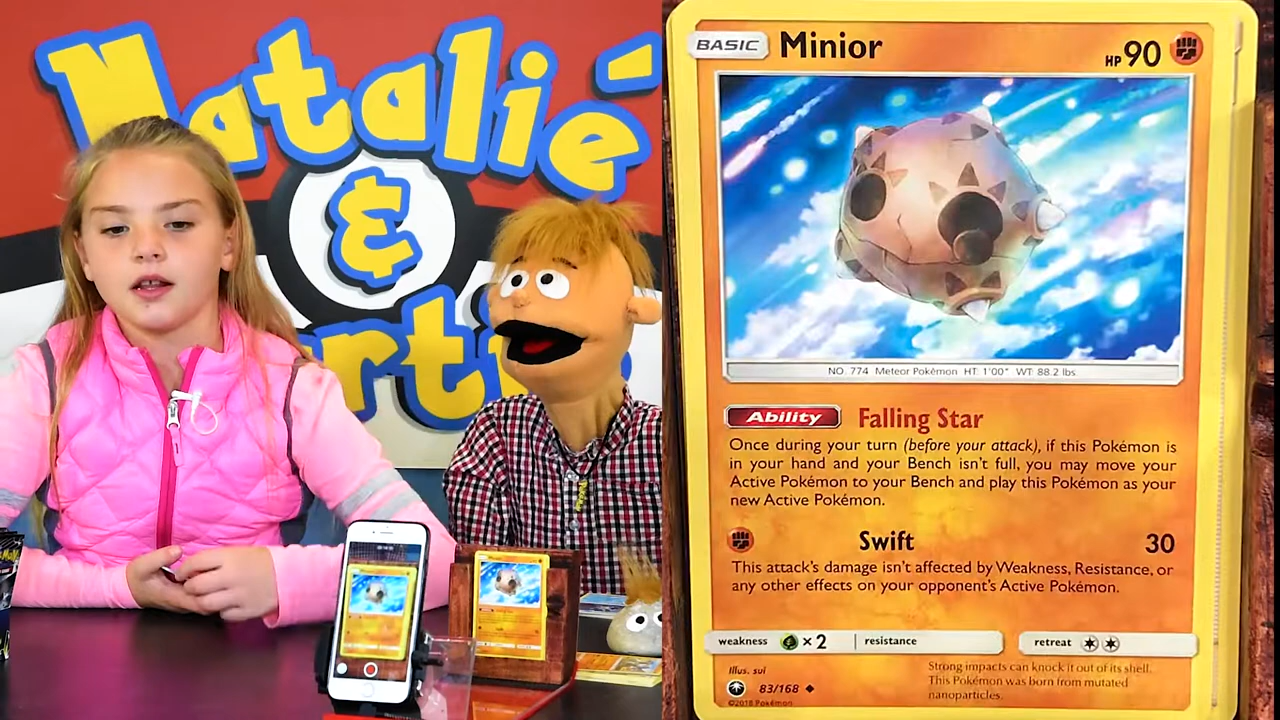 Natalié
&
rti
BASIC Minior HP 90
NO. 774 Meteor Pokémon HT: 1'00" WT: 88.2 lbs.
Ability Falling Star
Once during your turn (before your attack), if this Pokémon is
in your hand and your Bench isn't full, you may move your
Active Pokémon to your Bench and play this Pokémon as your
new Active Pokémon.
Swift 30
This attack's damage isn't affected by Weakness, Resistance, or
any other effects on your opponent's Active Pokémon.
weakness ×2 resistance retreat
Illus. sui
83/168
©2018 Pokémon
Strong impacts can knock it out of its shell.
This Pokémon was born from mutated
nanoparticles.